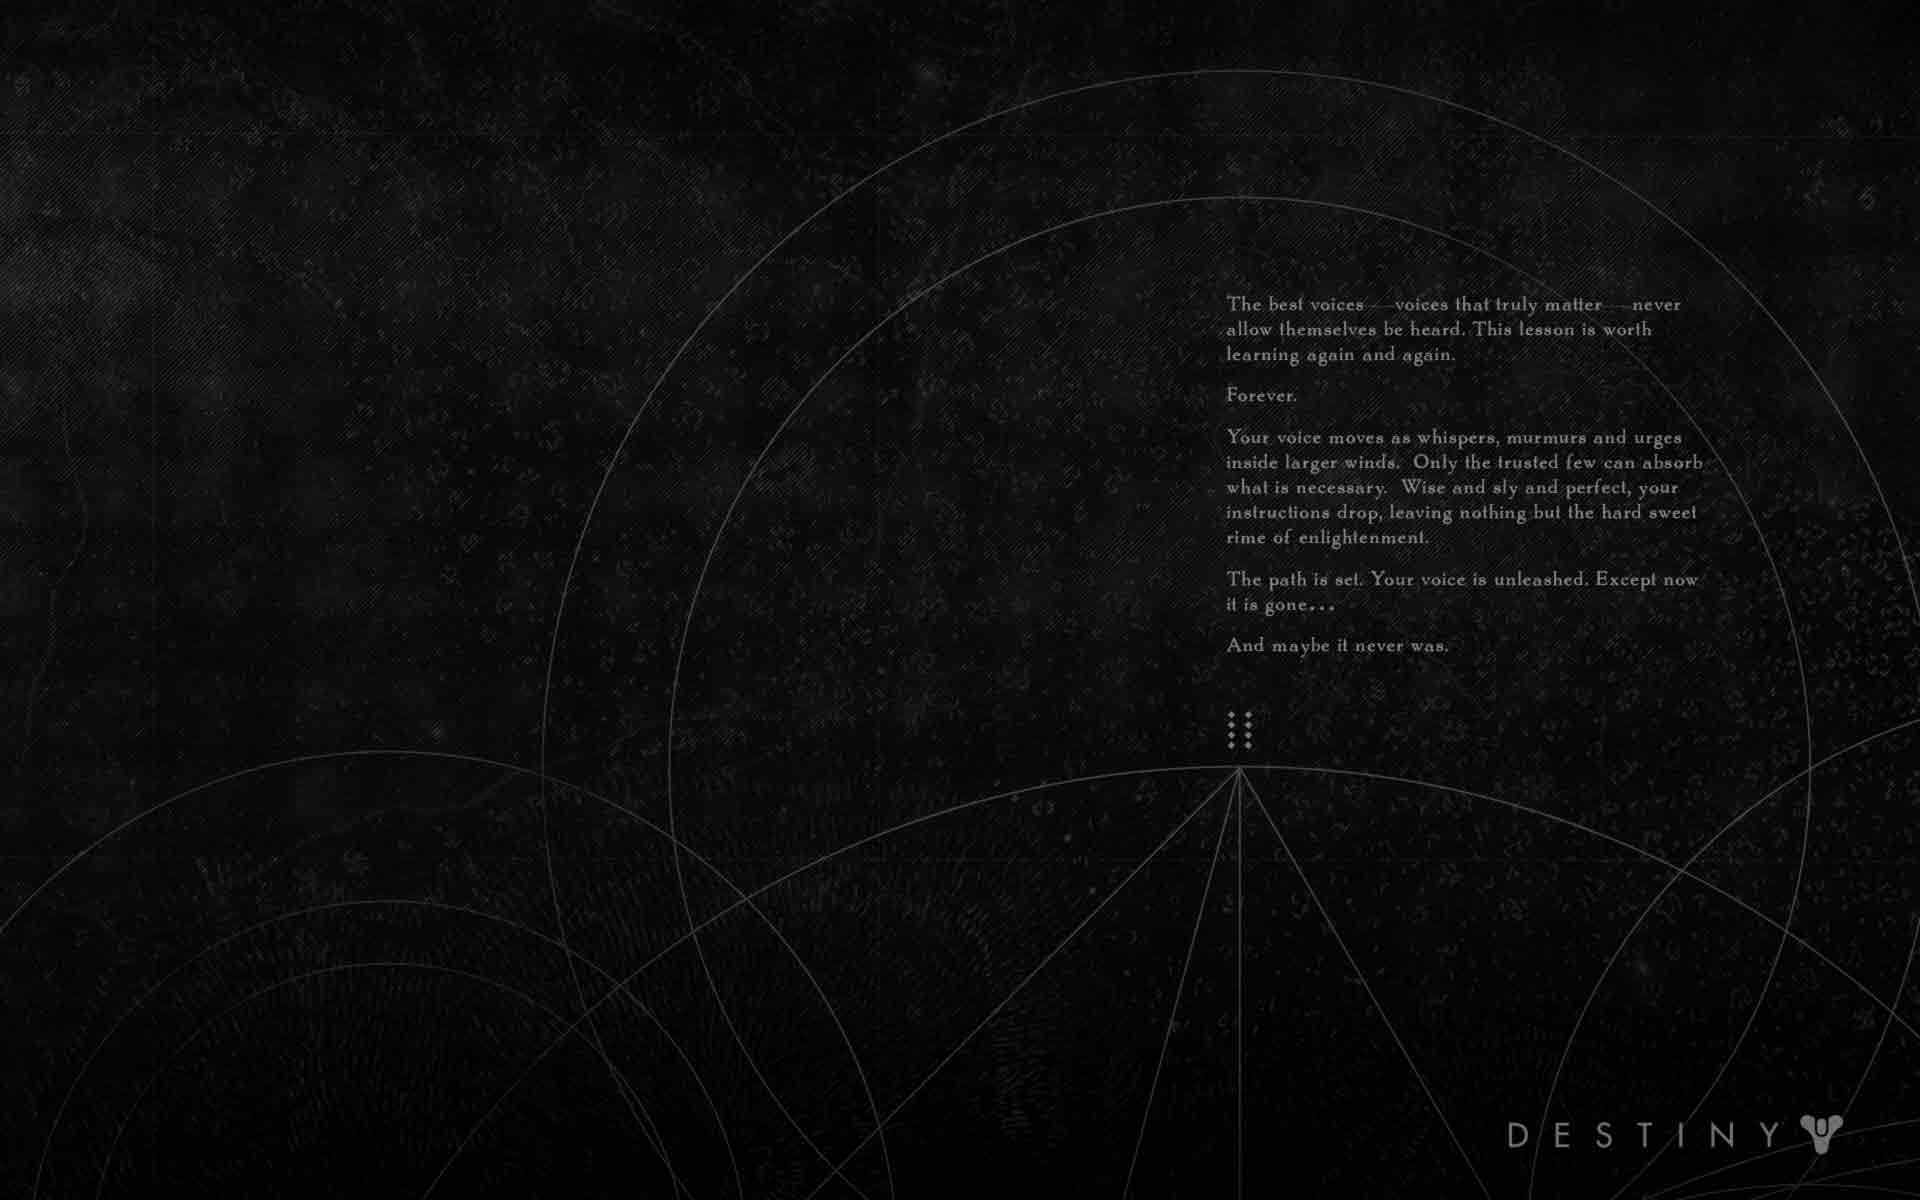 The best voices—voices that truly matter—never
allow themselves be heard. This lesson is worth
learning again and again.
Forever.
Your voice moves as whispers, murmurs and urges
inside larger winds.  Only the trusted few can absorb
what is necessary.  Wise and sly and perfect, your
instructions drop, leaving nothing but the hard sweet
rime of enlightenment.
The path is set. Your voice is unleashed. Except now
it is gone...
And maybe it never was.
DESTINY